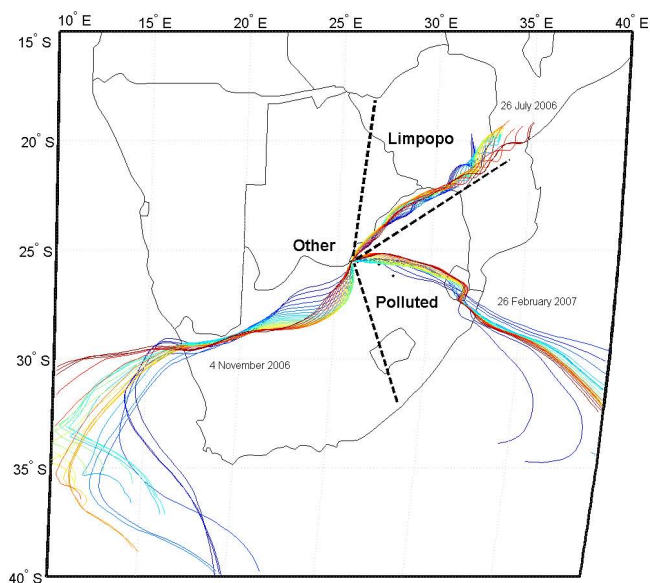 10° E 15° E 20° E 25° E 30° E 35° E 40° E
15° S
26 July 2006
Limpopo
20° S
Other
25° S
Polluted
26 February 2007
30° S
4 November 2006
35° S
40° S